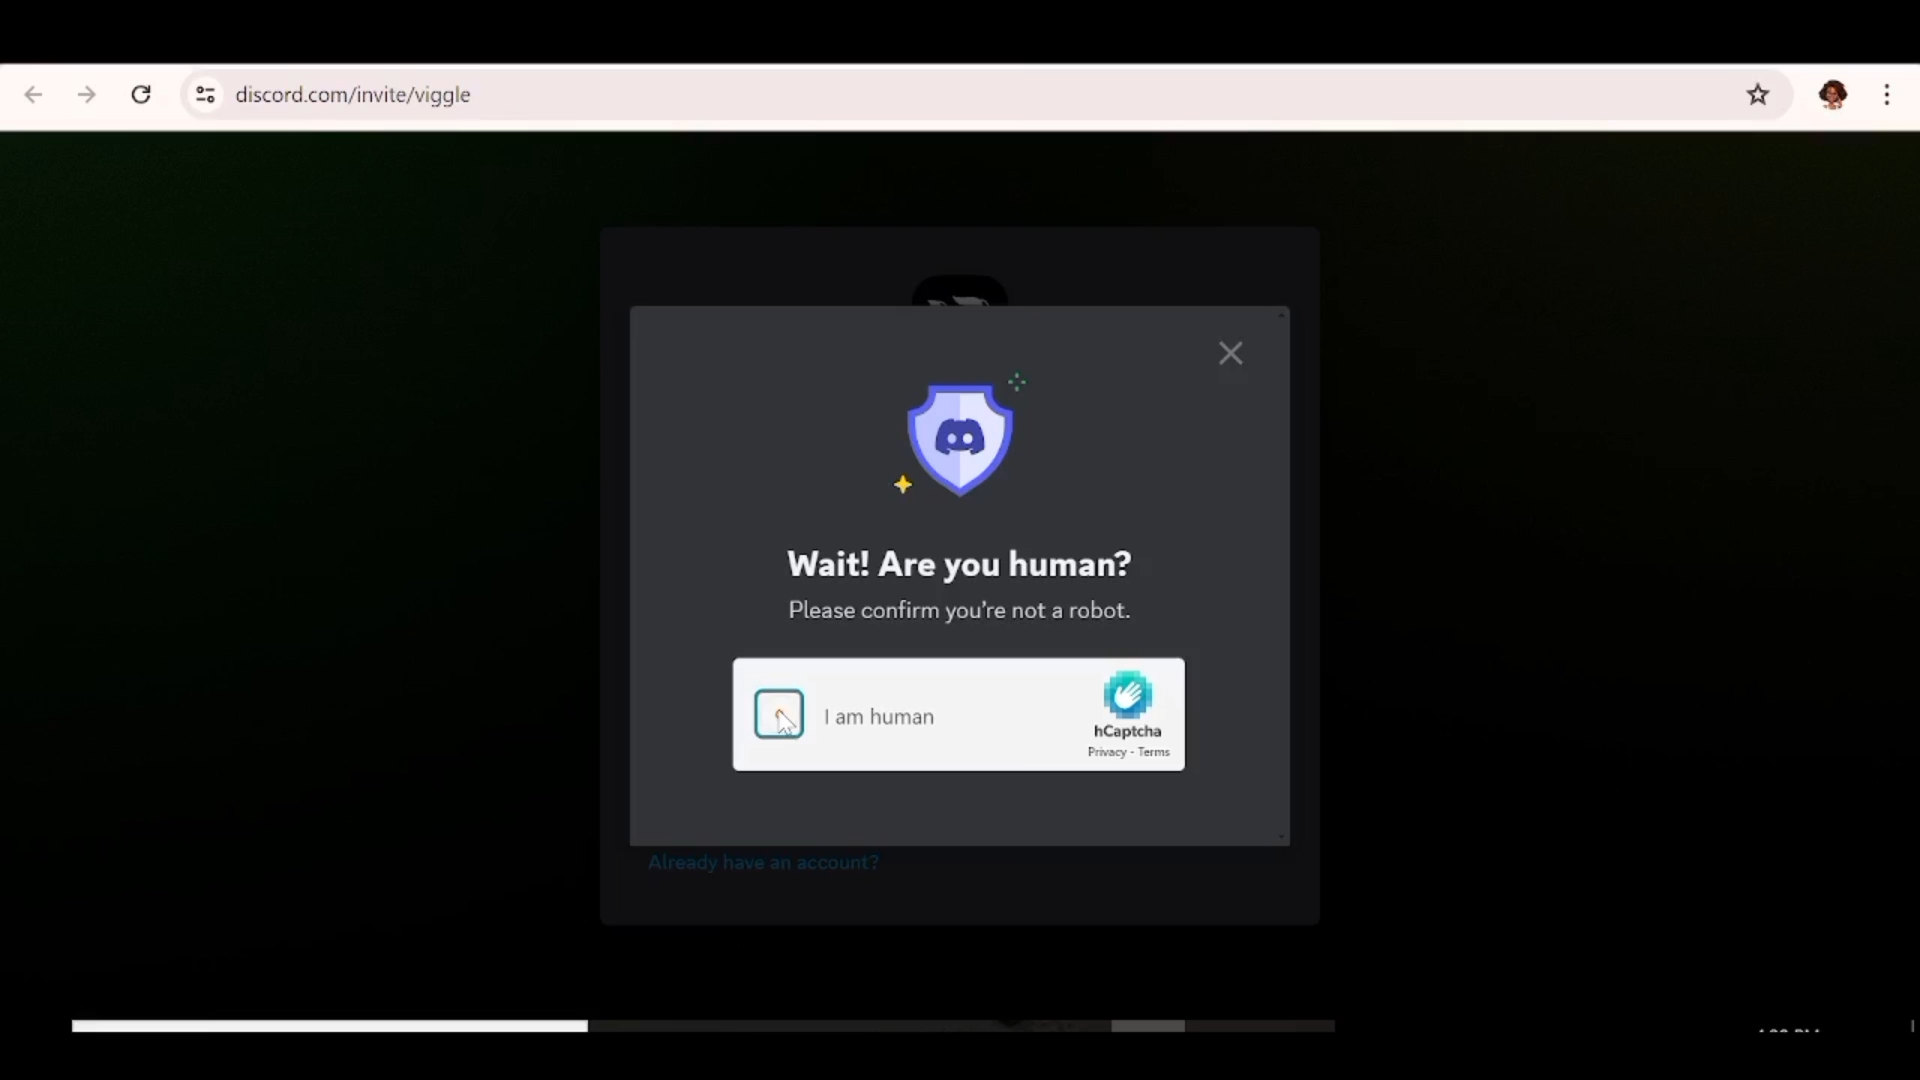 discord.com/invite/viggle
Wait! Are you human?
Please confirm you're not a robot.
I am human
hCaptcha
Privacy - Terms
Already have an account?